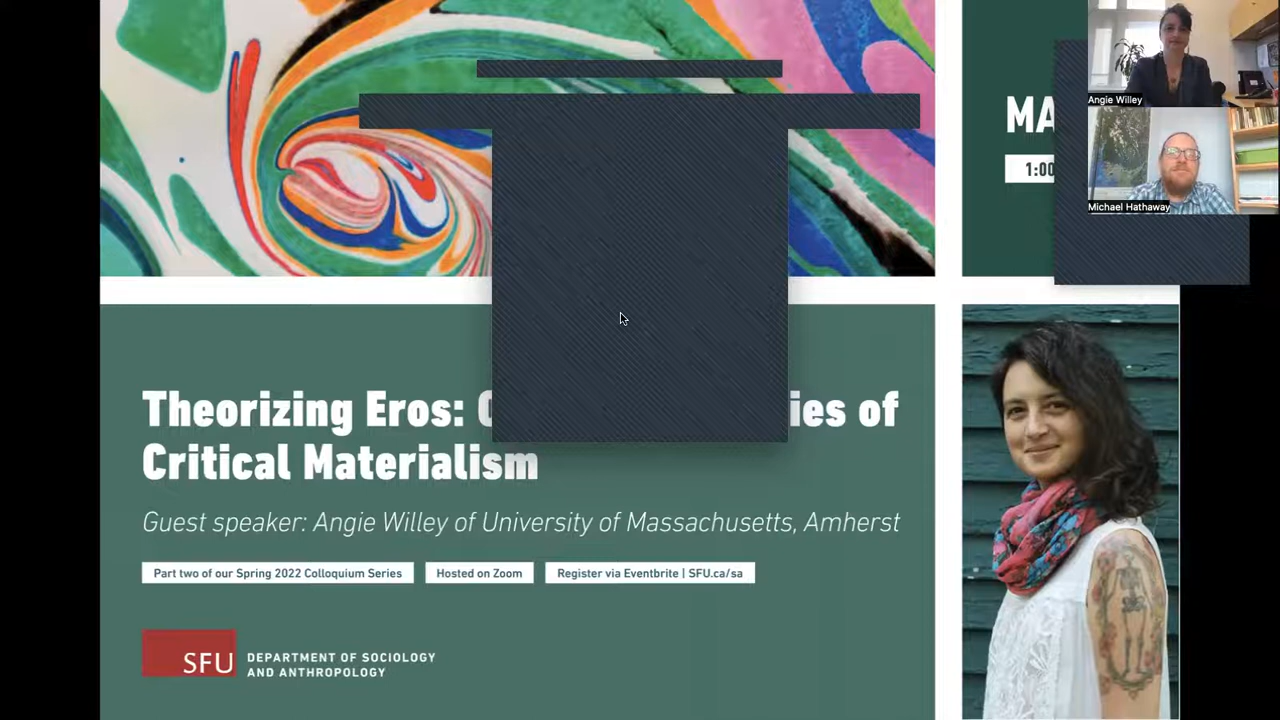 MA
1:00
Angie Willey
Michael Hathaway
Theorizing Eros: ies of
Critical Materialism
Guest speaker: Angie Willey of University of Massachusetts, Amherst
Part two of our Spring 2022 Colloquium Series Hosted on Zoom Register via Eventbrite | SFU.ca/sa
SFU DEPARTMENT OF SOCIOLOGY
AND ANTHROPOLOGY